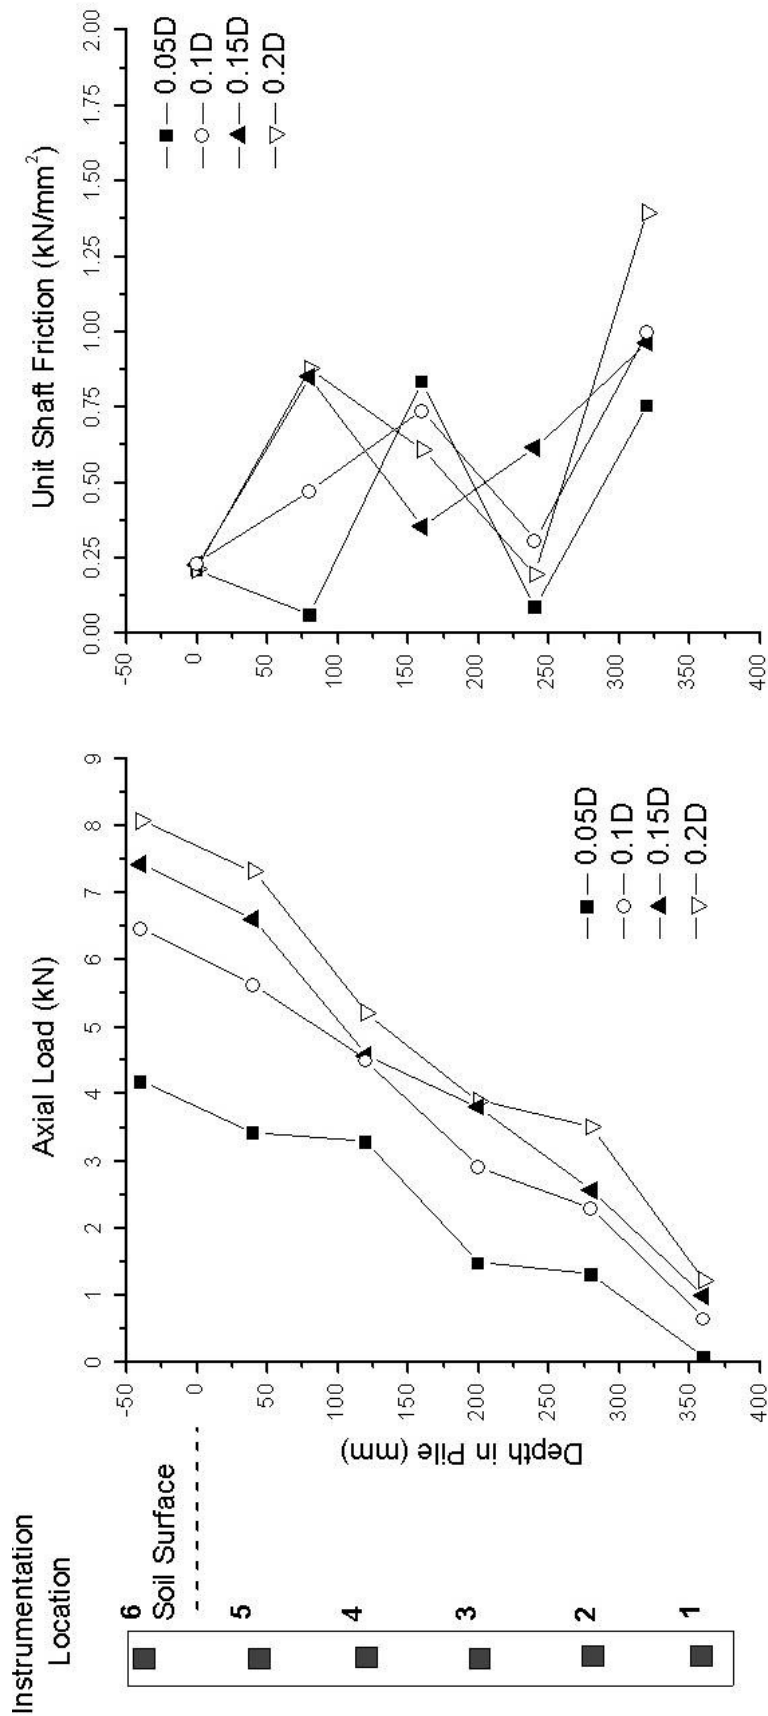 Instrumentation
Location
6
Soil Surface
5
4
3
2
1
Axial Load (kN)
0 1 2 3 4 5 6 7 8 9
Depth in Pile (mm)
-50
0
50
100
150
200
250
300
350
400
0.05D
0.1D
0.15D
0.2D
Unit Shaft Friction (kN/mm²)
0.00 0.25 0.50 0.75 1.00 1.25 1.50 1.75 2.00
-50
0
50
100
150
200
250
300
350
400
0.05D
0.1D
0.15D
0.2D